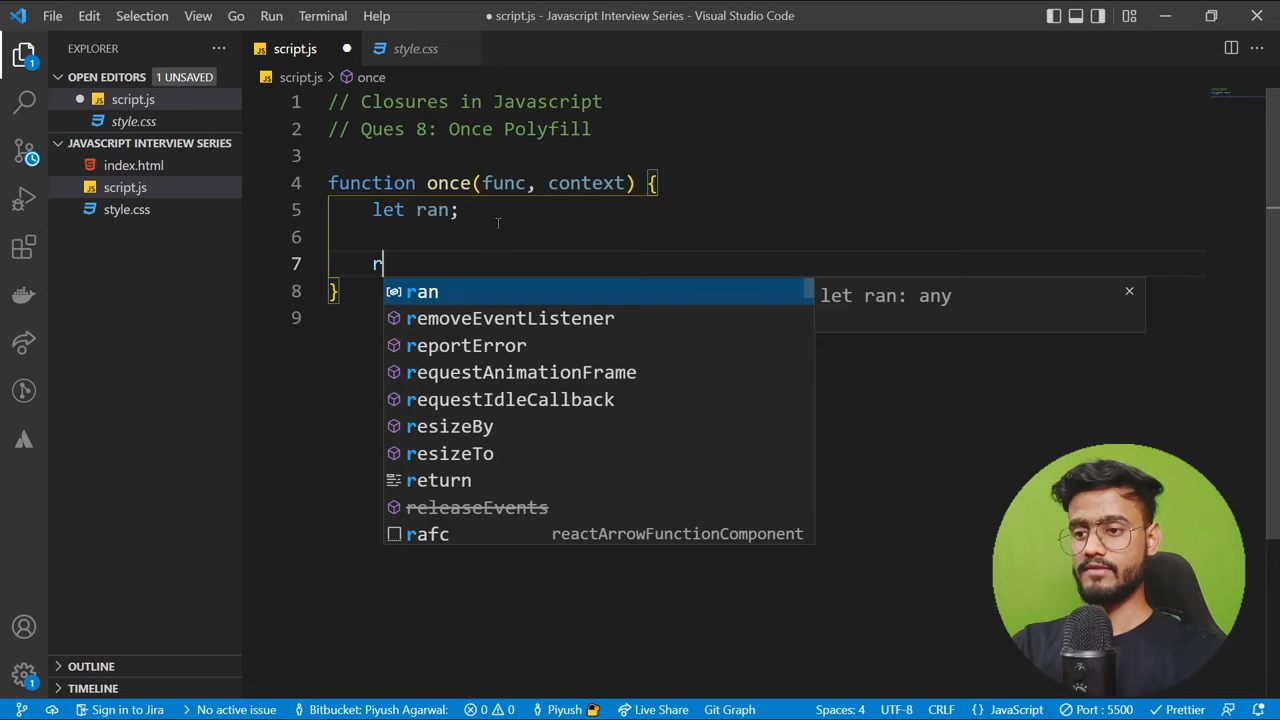 File Edit Selection View Go Run Terminal Help
● script.js - Javascript Interview Series - Visual Studio Code
EXPLORER
OPEN EDITORS 1 UNSAVED
script.js
style.css
JAVASCRIPT INTERVIEW SERIES
index.html
script.js
style.css
OUTLINE
TIMELINE
1
1
JS script.js ●
style.css
JS script.js > once
1 // Closures in Javascript
2 // Ques 8: Once Polyfill
3
4 function once(func, context) {
5 let ran;
6
7 r
8 }
9
ran
removeEventListener
reportError
requestAnimationFrame
requestIdleCallback
resizeBy
resizeTo
return
releaseEvents
rafc reactArrowFunctionComponent
let ran: any
Sign in to Jira No active issue Bitbucket: Piyush Agarwal: 0 0 Piyush Live Share Git Graph Spaces: 4 UTF-8 CRLF {} JavaScript Port : 5500 Prettier